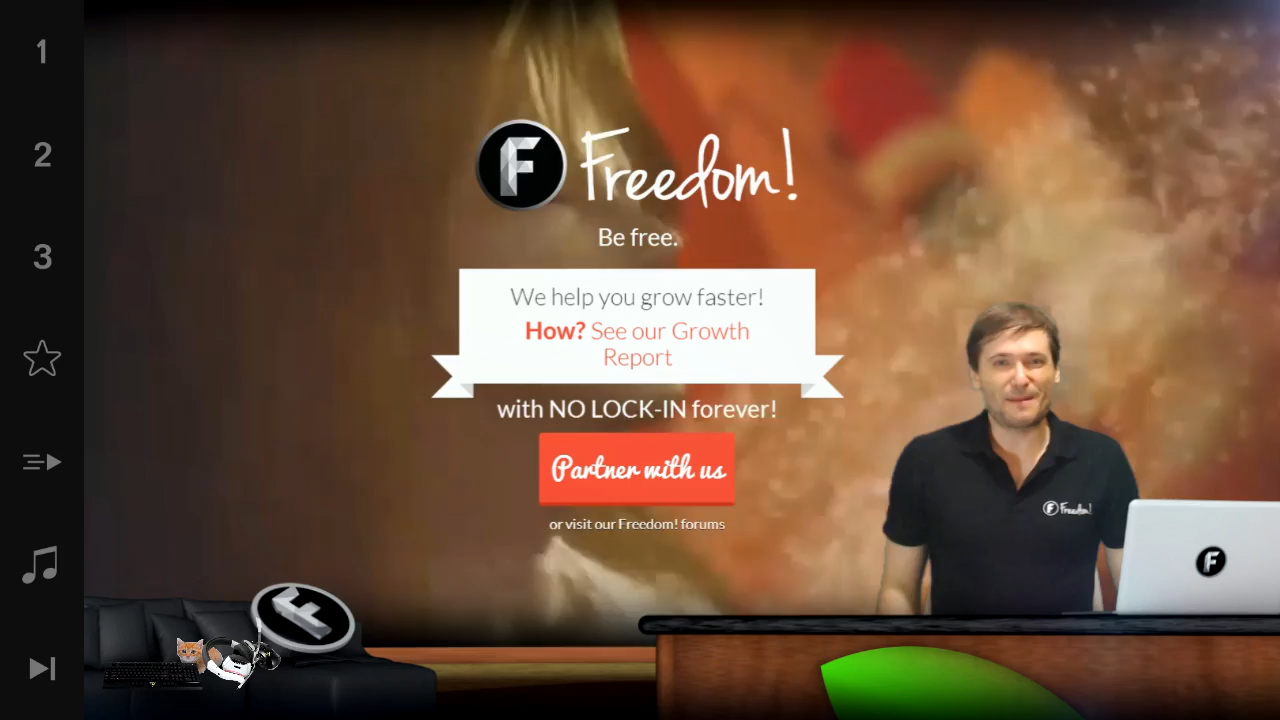 1
2
3
F Freedom!
Be free.
We help you grow faster!
How? See our Growth
Report
with NO LOCK-IN forever!
Partner with us
or visit our Freedom! forums
F Freedom!
F
F